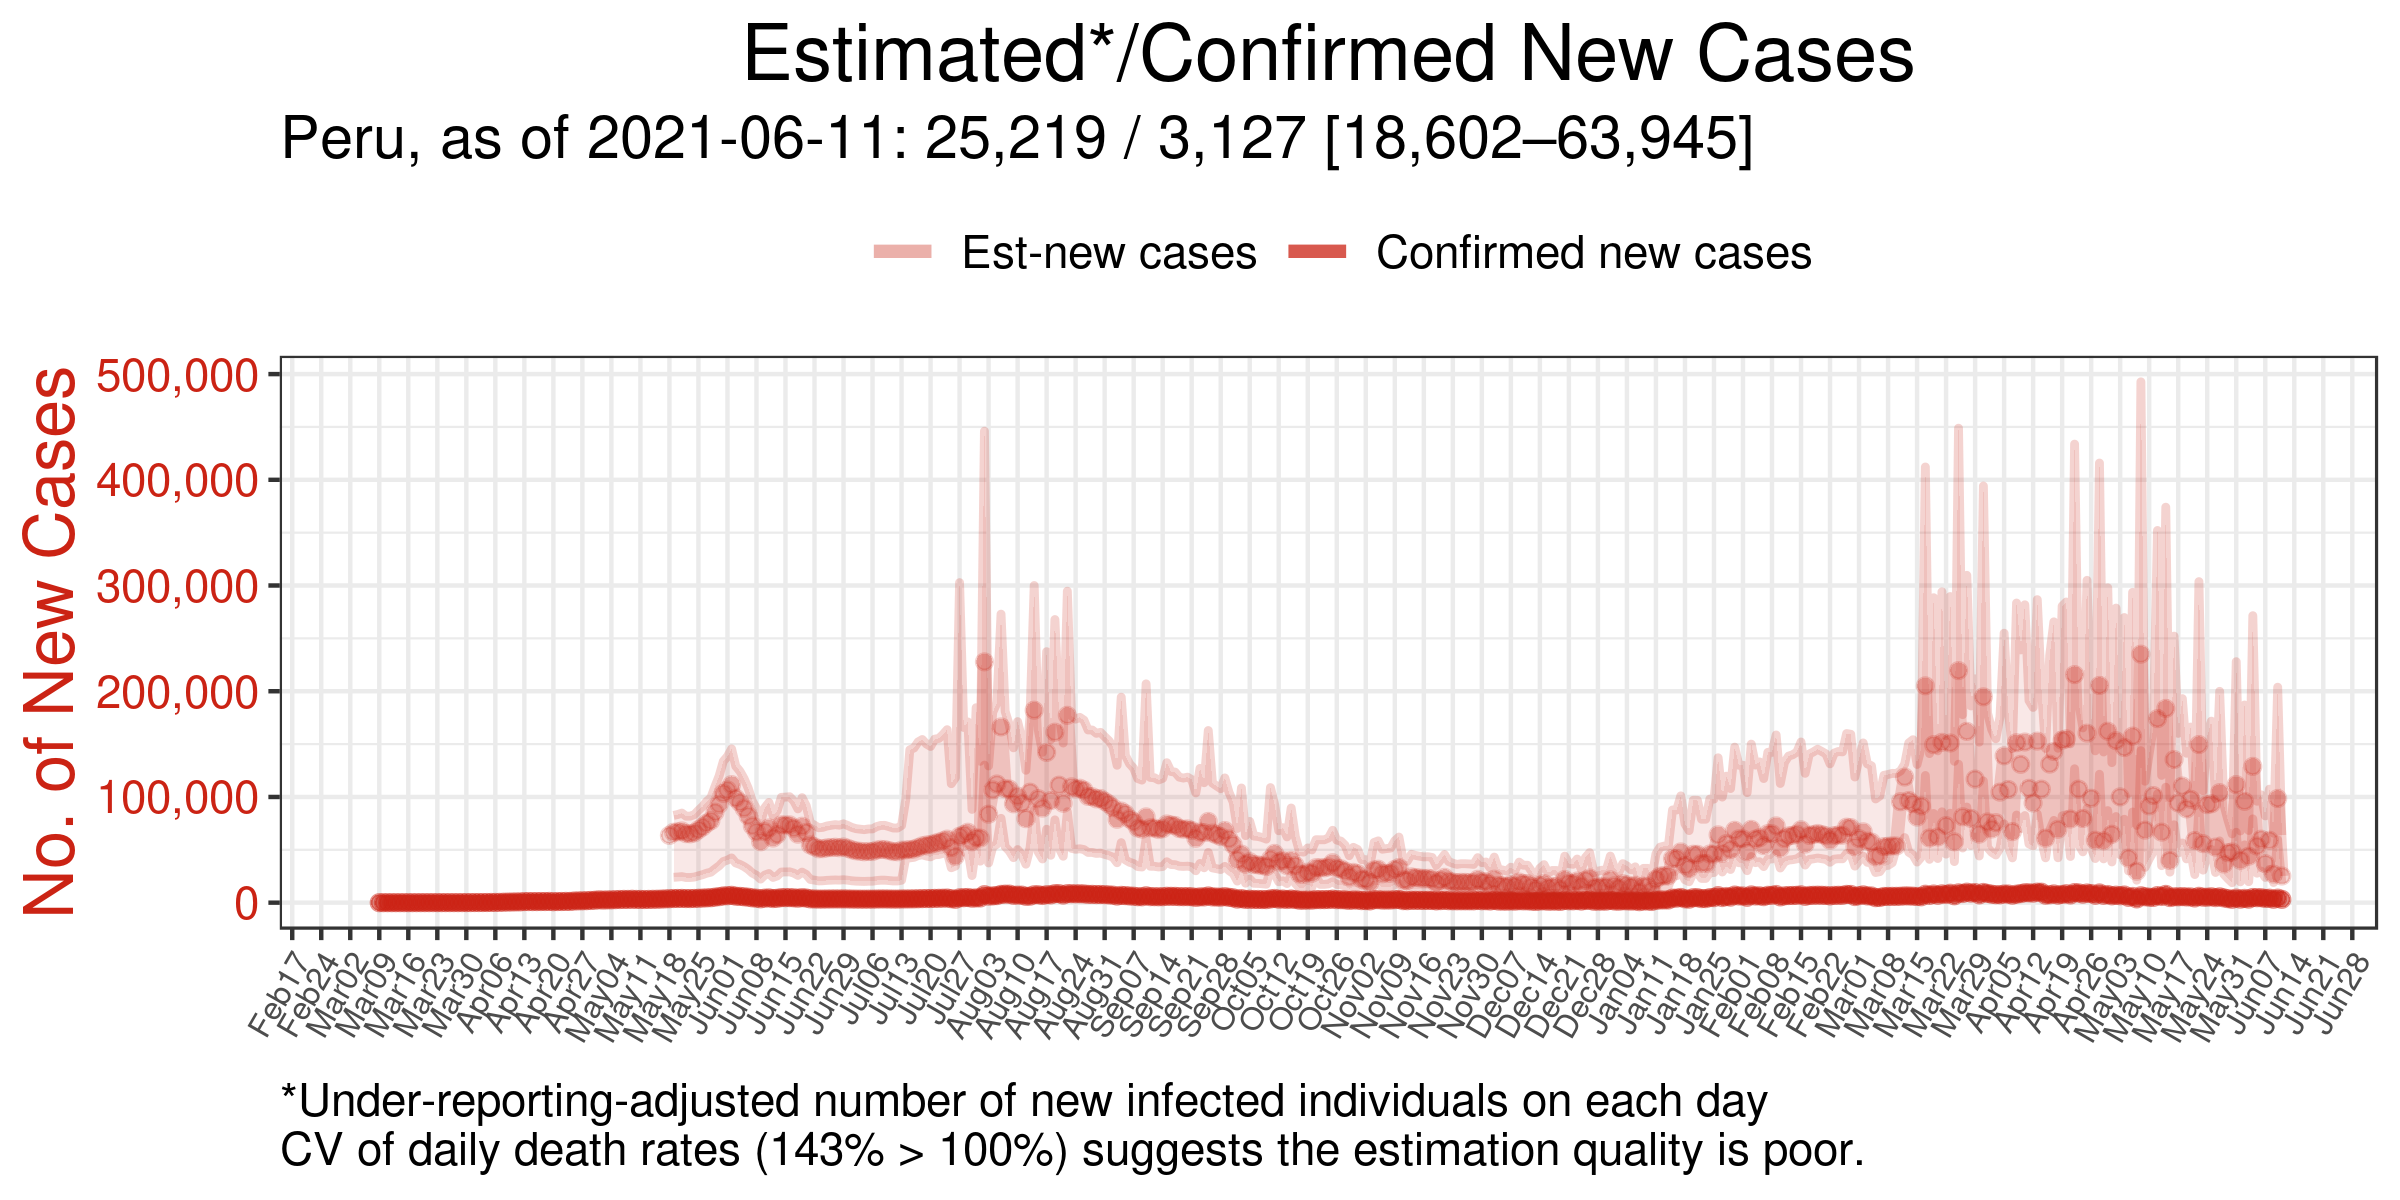 Estimated*/Confirmed New Cases
Peru, as of 2021-06-11: 25,219 / 3,127 [18,602–63,945]
Est-new cases Confirmed new cases
No. of New Cases
500,000
400,000
300,000
200,000
100,000
0
Feb17 Feb24 Mar02 Mar09 Mar16 Mar23 Mar30 Apr06 Apr13 Apr20 Apr27 May04 May11 May18 May25 Jun01 Jun08 Jun15 Jun22 Jun29 Jul06 Jul13 Jul20 Jul27 Aug03 Aug10 Aug17 Aug24 Aug31 Sep07 Sep14 Sep21 Sep28 Oct05 Oct12 Oct19 Oct26 Nov02 Nov09 Nov16 Nov23 Nov30 Dec07 Dec14 Dec21 Dec28 Jan04 Jan11 Jan18 Jan25 Feb01 Feb08 Feb15 Feb22 Mar01 Mar08 Mar15 Mar22 Mar29 Apr05 Apr12 Apr19 Apr26 May03 May10 May17 May24 May31 Jun07 Jun14 Jun21 Jun28
*Under-reporting-adjusted number of new infected individuals on each day
CV of daily death rates (143% > 100%) suggests the estimation quality is poor.